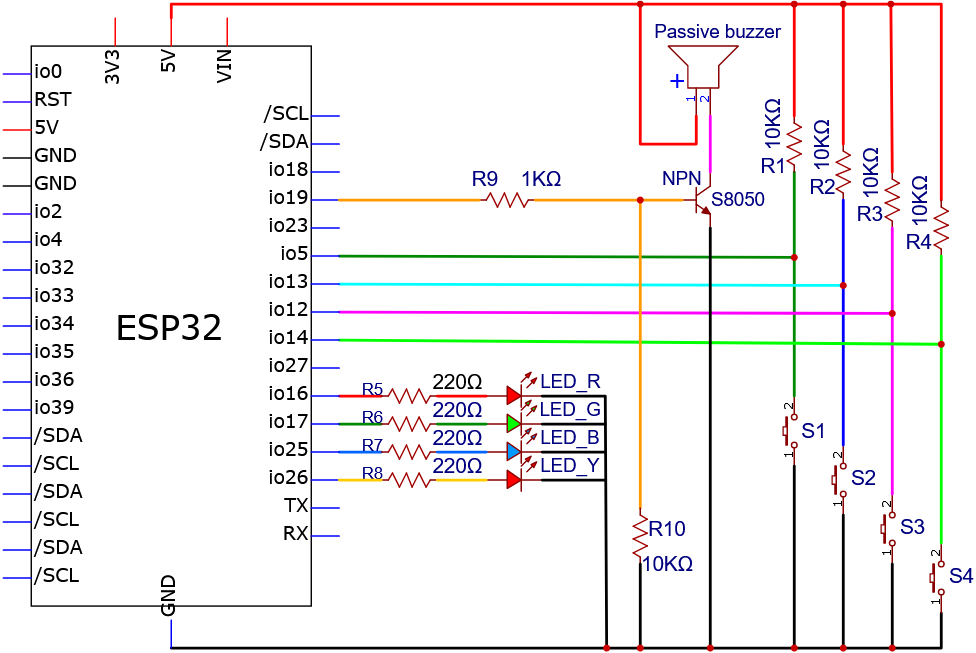 Passive buzzer
3V3
5V
VIN
+
1
2
io0
RST
5V
GND
GND
io2
io4
io32
io33
io34
io35
io36
io39
/SDA
/SCL
/SDA
/SCL
/SDA
/SCL
ESP32
/SCL
/SDA
io18
io19
io23
io5
io13
io12
io14
io27
io16
io17
io25
io26
TX
RX
GND
R9 1KΩ
NPN
S8050
10KΩ
R1
10KΩ
R2
10KΩ
R3
10KΩ
R4
R5 220Ω LED_R
R6 220Ω LED_G
R7 220Ω LED_B
R8 220Ω LED_Y
R10
10KΩ
2
S1
1
2
S2
1
2
S3
1
2
S4
1